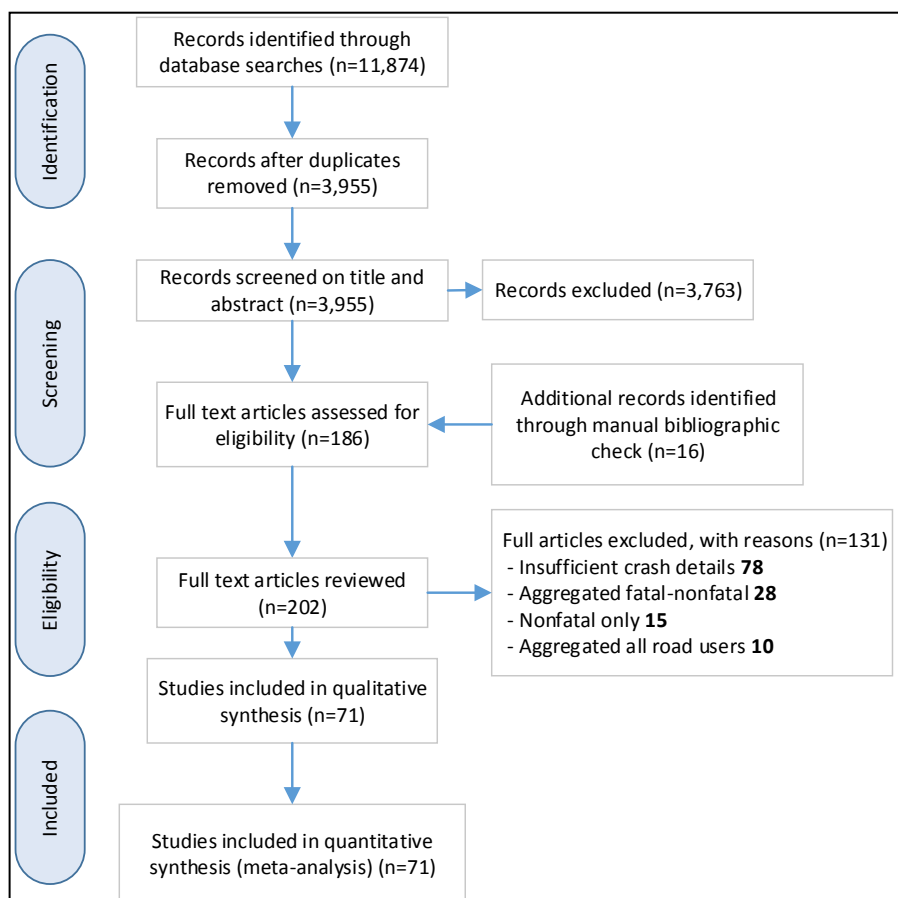 Identification
Records identified through
database searches (n=11,874)
Records after duplicates
removed (n=3,955)
Screening
Records screened on title and
abstract (n=3,955)
Records excluded (n=3,763)
Full text articles assessed for
eligibility (n=186)
Additional records identified
through manual bibliographic
check (n=16)
Eligibility
Full text articles reviewed
(n=202)
Full articles excluded, with reasons (n=131)
- Insufficient crash details 78
- Aggregated fatal-nonfatal 28
- Nonfatal only 15
- Aggregated all road users 10
Studies included in qualitative
synthesis (n=71)
Included
Studies included in quantitative
synthesis (meta-analysis) (n=71)